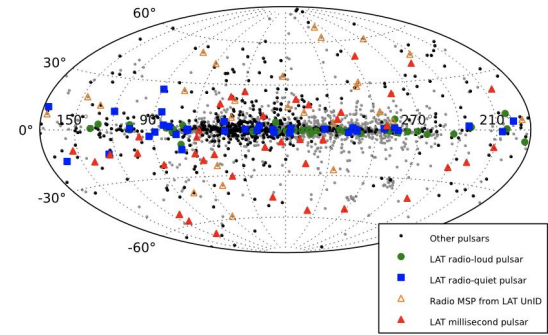 60°
30°
150 90 270 210
0°
-30°
-60°
Other pulsars
LAT radio-loud pulsar
LAT radio-quiet pulsar
Radio MSP from LAT UnID
LAT millisecond pulsar